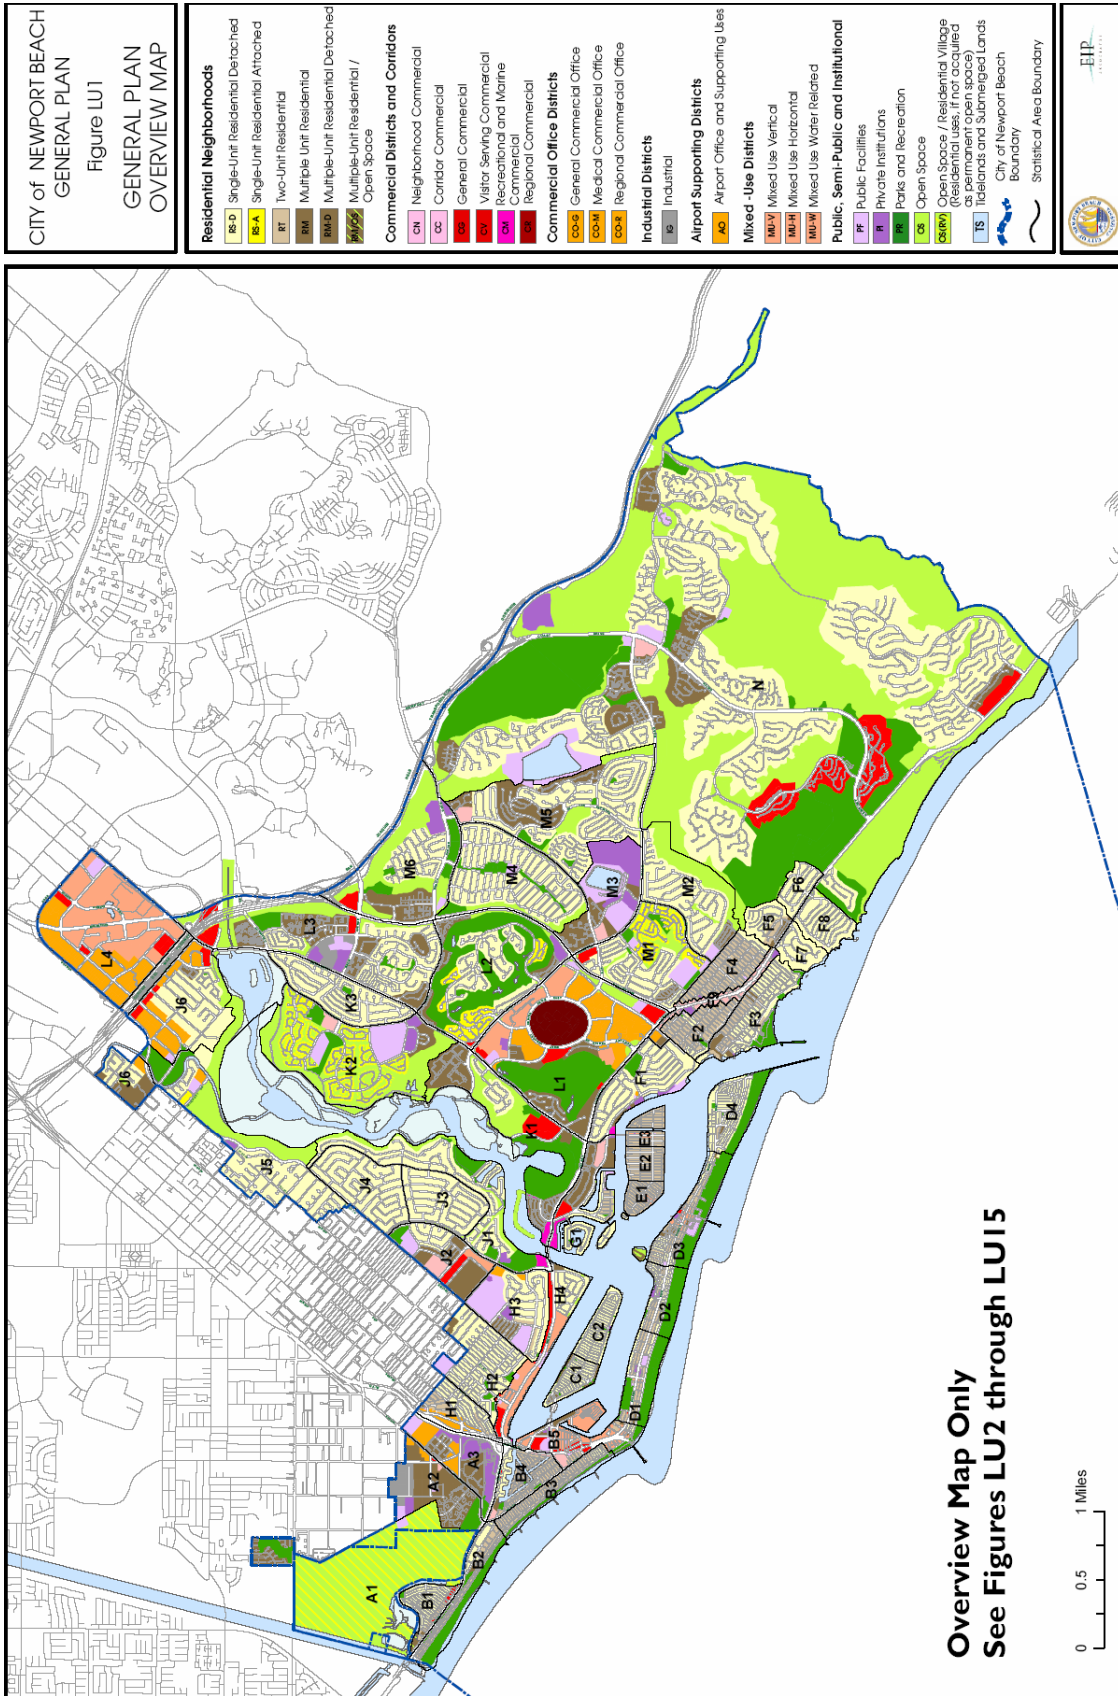 CITY of NEWPORT BEACH
GENERAL PLAN
Figure LU1
GENERAL PLAN
OVERVIEW MAP
Residential Neighborhoods
RS-D Single-Unit Residential Detached
RS-A Single-Unit Residential Attached
RT Two-Unit Residential
RM Multiple Unit Residential
RM-D Multiple-Unit Residential Detached
RM/OS Multiple-Unit Residential /
Open Space
Commercial Districts and Corridors
CN Neighborhood Commercial
CC Corridor Commercial
CG General Commercial
CV Visitor Serving Commercial
CM Recreational and Marine
Commercial
CR Regional Commercial
Commercial Office Districts
CO-G General Commercial Office
CO-M Medical Commercial Office
CO-R Regional Commercial Office
Industrial Districts
IG Industrial
Airport Supporting Districts
AO Airport Office and Supporting Uses
Mixed -Use Districts
MU-V Mixed Use Vertical
MU-H Mixed Use Horizontal
MU-W Mixed Use Water Related
Public, Semi-Public and Institutional
PF Public Facilities
PI Private Institutions
PR Parks and Recreation
OS Open Space
OS(RV) Open Space / Residential Village
(Residential uses, if not acquired
as permanent open space)
TS Tidelands and Submerged Lands
City of Newport Beach
Boundary
Statistical Area Boundary
EIP
A1
A2
A3
B1
B2
B3
B4
B5
C1
C2
D1
D2
D3
D4
E1
E2
E3
F1
F2
F3
F4
F5
F6
F7
F8
F9
G1
H1
H2
H3
H4
J1
J2
J3
J4
J5
J6
J6
K1
K2
K3
L1
L2
L3
L4
M1
M2
M3
M4
M5
M6
N
Overview Map Only
See Figures LU2 through LU15
0 0.5 1 Miles